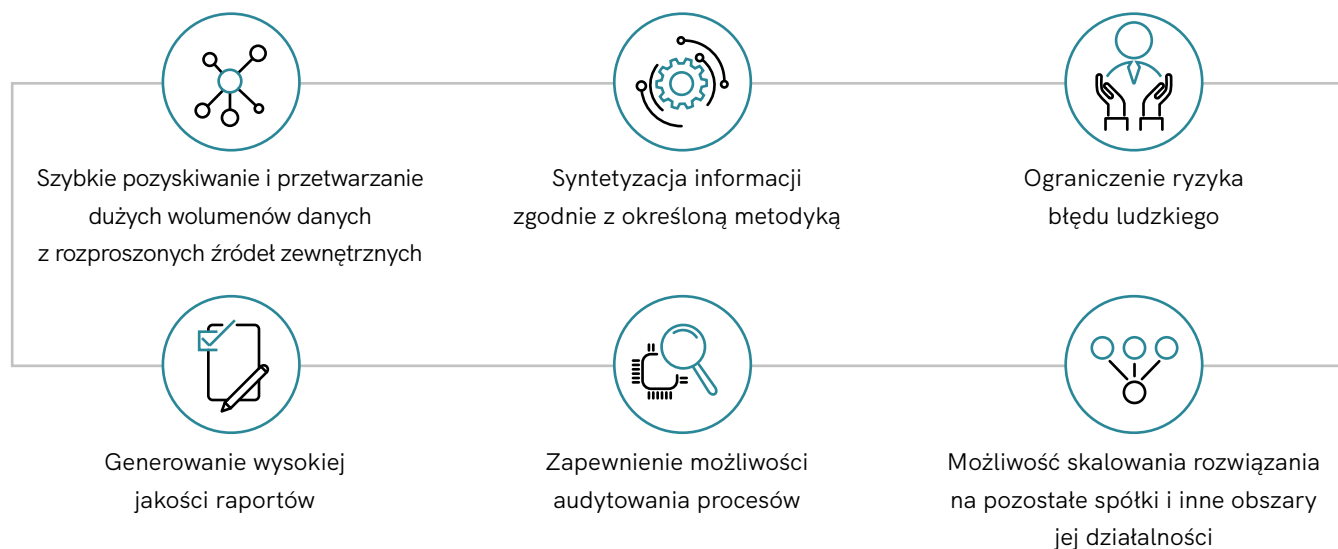 Szybkie pozyskiwanie i przetwarzanie
dużych wolumenów danych
z rozproszonych źródeł zewnętrznych
Syntetyzacja informacji
zgodnie z określoną metodyką
Ograniczenie ryzyka
błędu ludzkiego
Generowanie wysokiej
jakości raportów
Zapewnienie możliwości
audytowania procesów
Możliwość skalowania rozwiązania
na pozostałe spółki i inne obszary
jej działalności